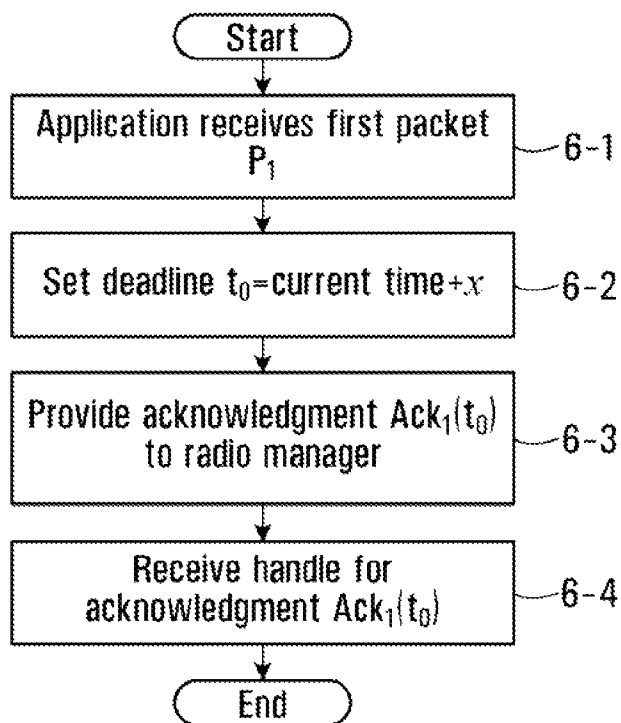 Start
Application receives first packet
P₁
6-1
Set deadline t₀=current time+x
6-2
Provide acknowledgment Ack₁(t₀)
to radio manager
6-3
Receive handle for
acknowledgment Ack₁(t₀)
6-4
End